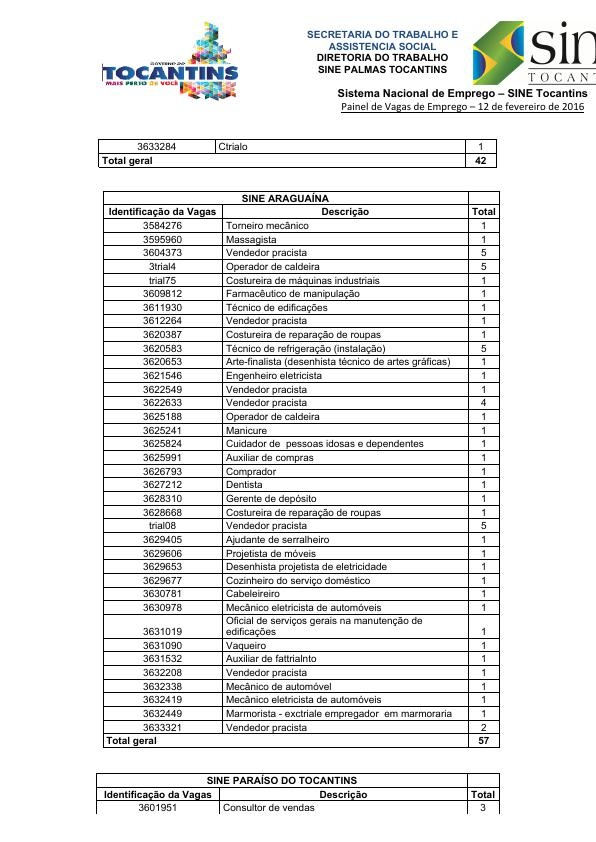 GOVERNO DO
TOCANTINS
MAIS PERTO DE VOCÊ
SECRETARIA DO TRABALHO E
ASSISTENCIA SOCIAL
DIRETORIA DO TRABALHO
SINE PALMAS TOCANTINS
sin
TOCANT
Sistema Nacional de Emprego – SINE Tocantins
Painel de Vagas de Emprego – 12 de fevereiro de 2016
3633284 Ctrialo 1
Total geral 42
SINE ARAGUAÍNA
Identificação da Vagas Descrição Total
3584276 Torneiro mecânico 1
3595960 Massagista 1
3604373 Vendedor pracista 5
3trial4 Operador de caldeira 5
trial75 Costureira de máquinas industriais 1
3609812 Farmacêutico de manipulação 1
3611930 Técnico de edificações 1
3612264 Vendedor pracista 1
3620387 Costureira de reparação de roupas 1
3620583 Técnico de refrigeração (instalação) 5
3620653 Arte-finalista (desenhista técnico de artes gráficas) 1
3621546 Engenheiro eletricista 1
3622549 Vendedor pracista 1
3622633 Vendedor pracista 4
3625188 Operador de caldeira 1
3625241 Manicure 1
3625824 Cuidador de pessoas idosas e dependentes 1
3625991 Auxiliar de compras 1
3626793 Comprador 1
3627212 Dentista 1
3628310 Gerente de depósito 1
3628668 Costureira de reparação de roupas 1
trial08 Vendedor pracista 5
3629405 Ajudante de serralheiro 1
3629606 Projetista de móveis 1
3629653 Desenhista projetista de eletricidade 1
3629677 Cozinheiro do serviço doméstico 1
3630781 Cabeleireiro 1
3630978 Mecânico eletricista de automóveis 1
Oficial de serviços gerais na manutenção de
3631019 edificações 1
3631090 Vaqueiro 1
3631532 Auxiliar de fattrialnto 1
3632208 Vendedor pracista 1
3632338 Mecânico de automóvel 1
3632419 Mecânico eletricista de automóveis 1
3632449 Marmorista - exctriale empregador em marmoraria 1
3633321 Vendedor pracista 2
Total geral 57
SINE PARAÍSO DO TOCANTINS
Identificação da Vagas Descrição Total
3601951 Consultor de vendas 3